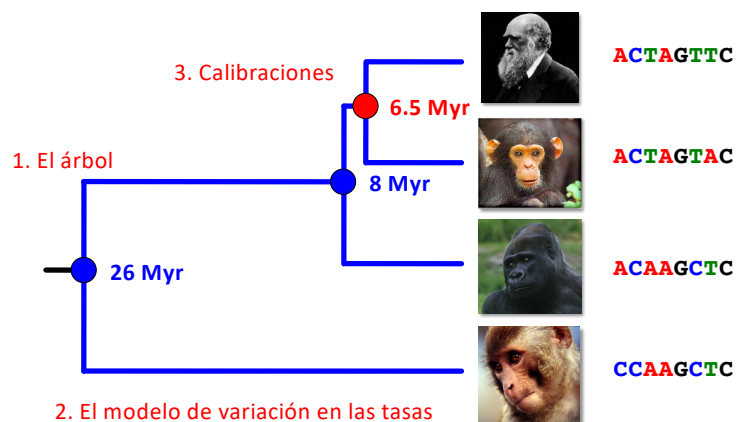 ACTAGTTC
3. Calibraciones
6.5 Myr
1. El árbol
ACTAGTAC
8 Myr
26 Myr
ACAAGCTC
CCAAGCTC
2. El modelo de variación en las tasas